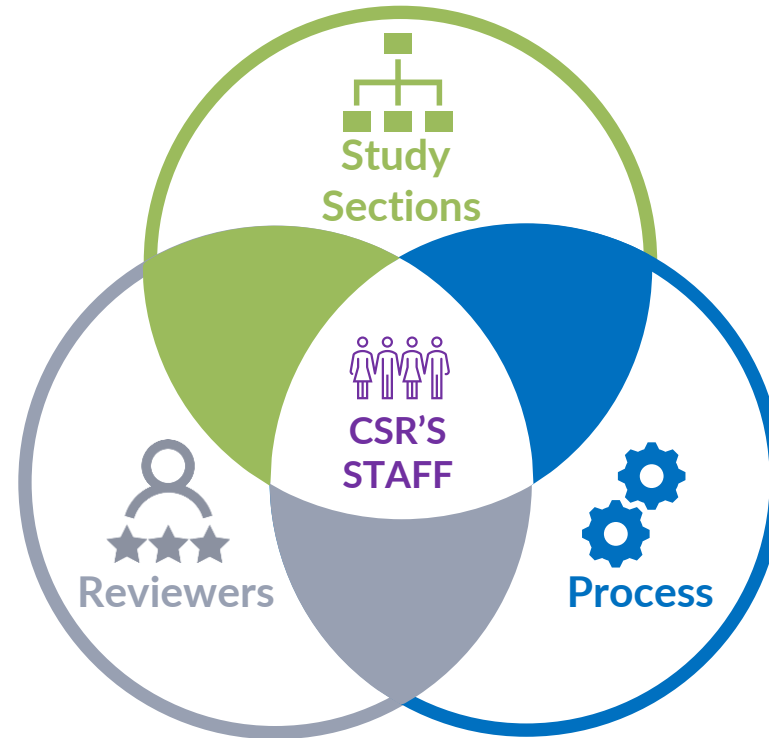 Study
Sections
CSR’S
STAFF
Reviewers
Process